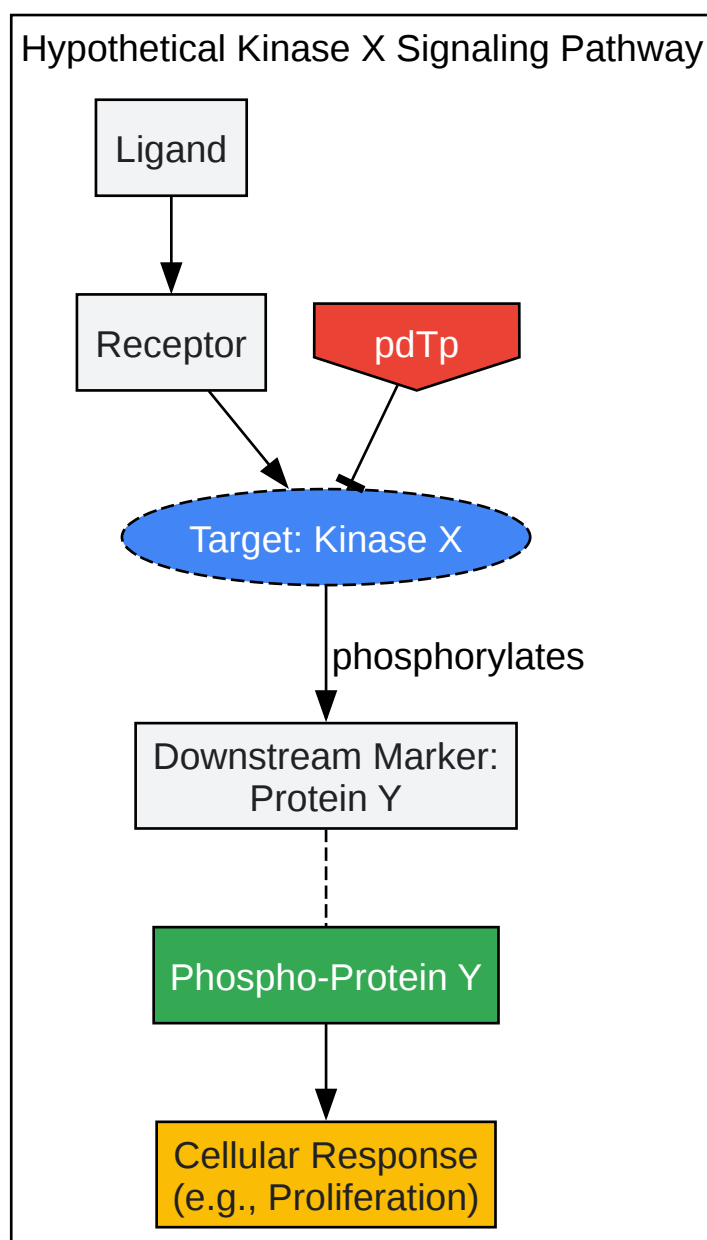 Hypothetical Kinase X Signaling Pathway
Ligand
Receptor
pdTp
Target: Kinase X
phosphorylates
Downstream Marker:
Protein Y
Phospho-Protein Y
Cellular Response
(e.g., Proliferation)